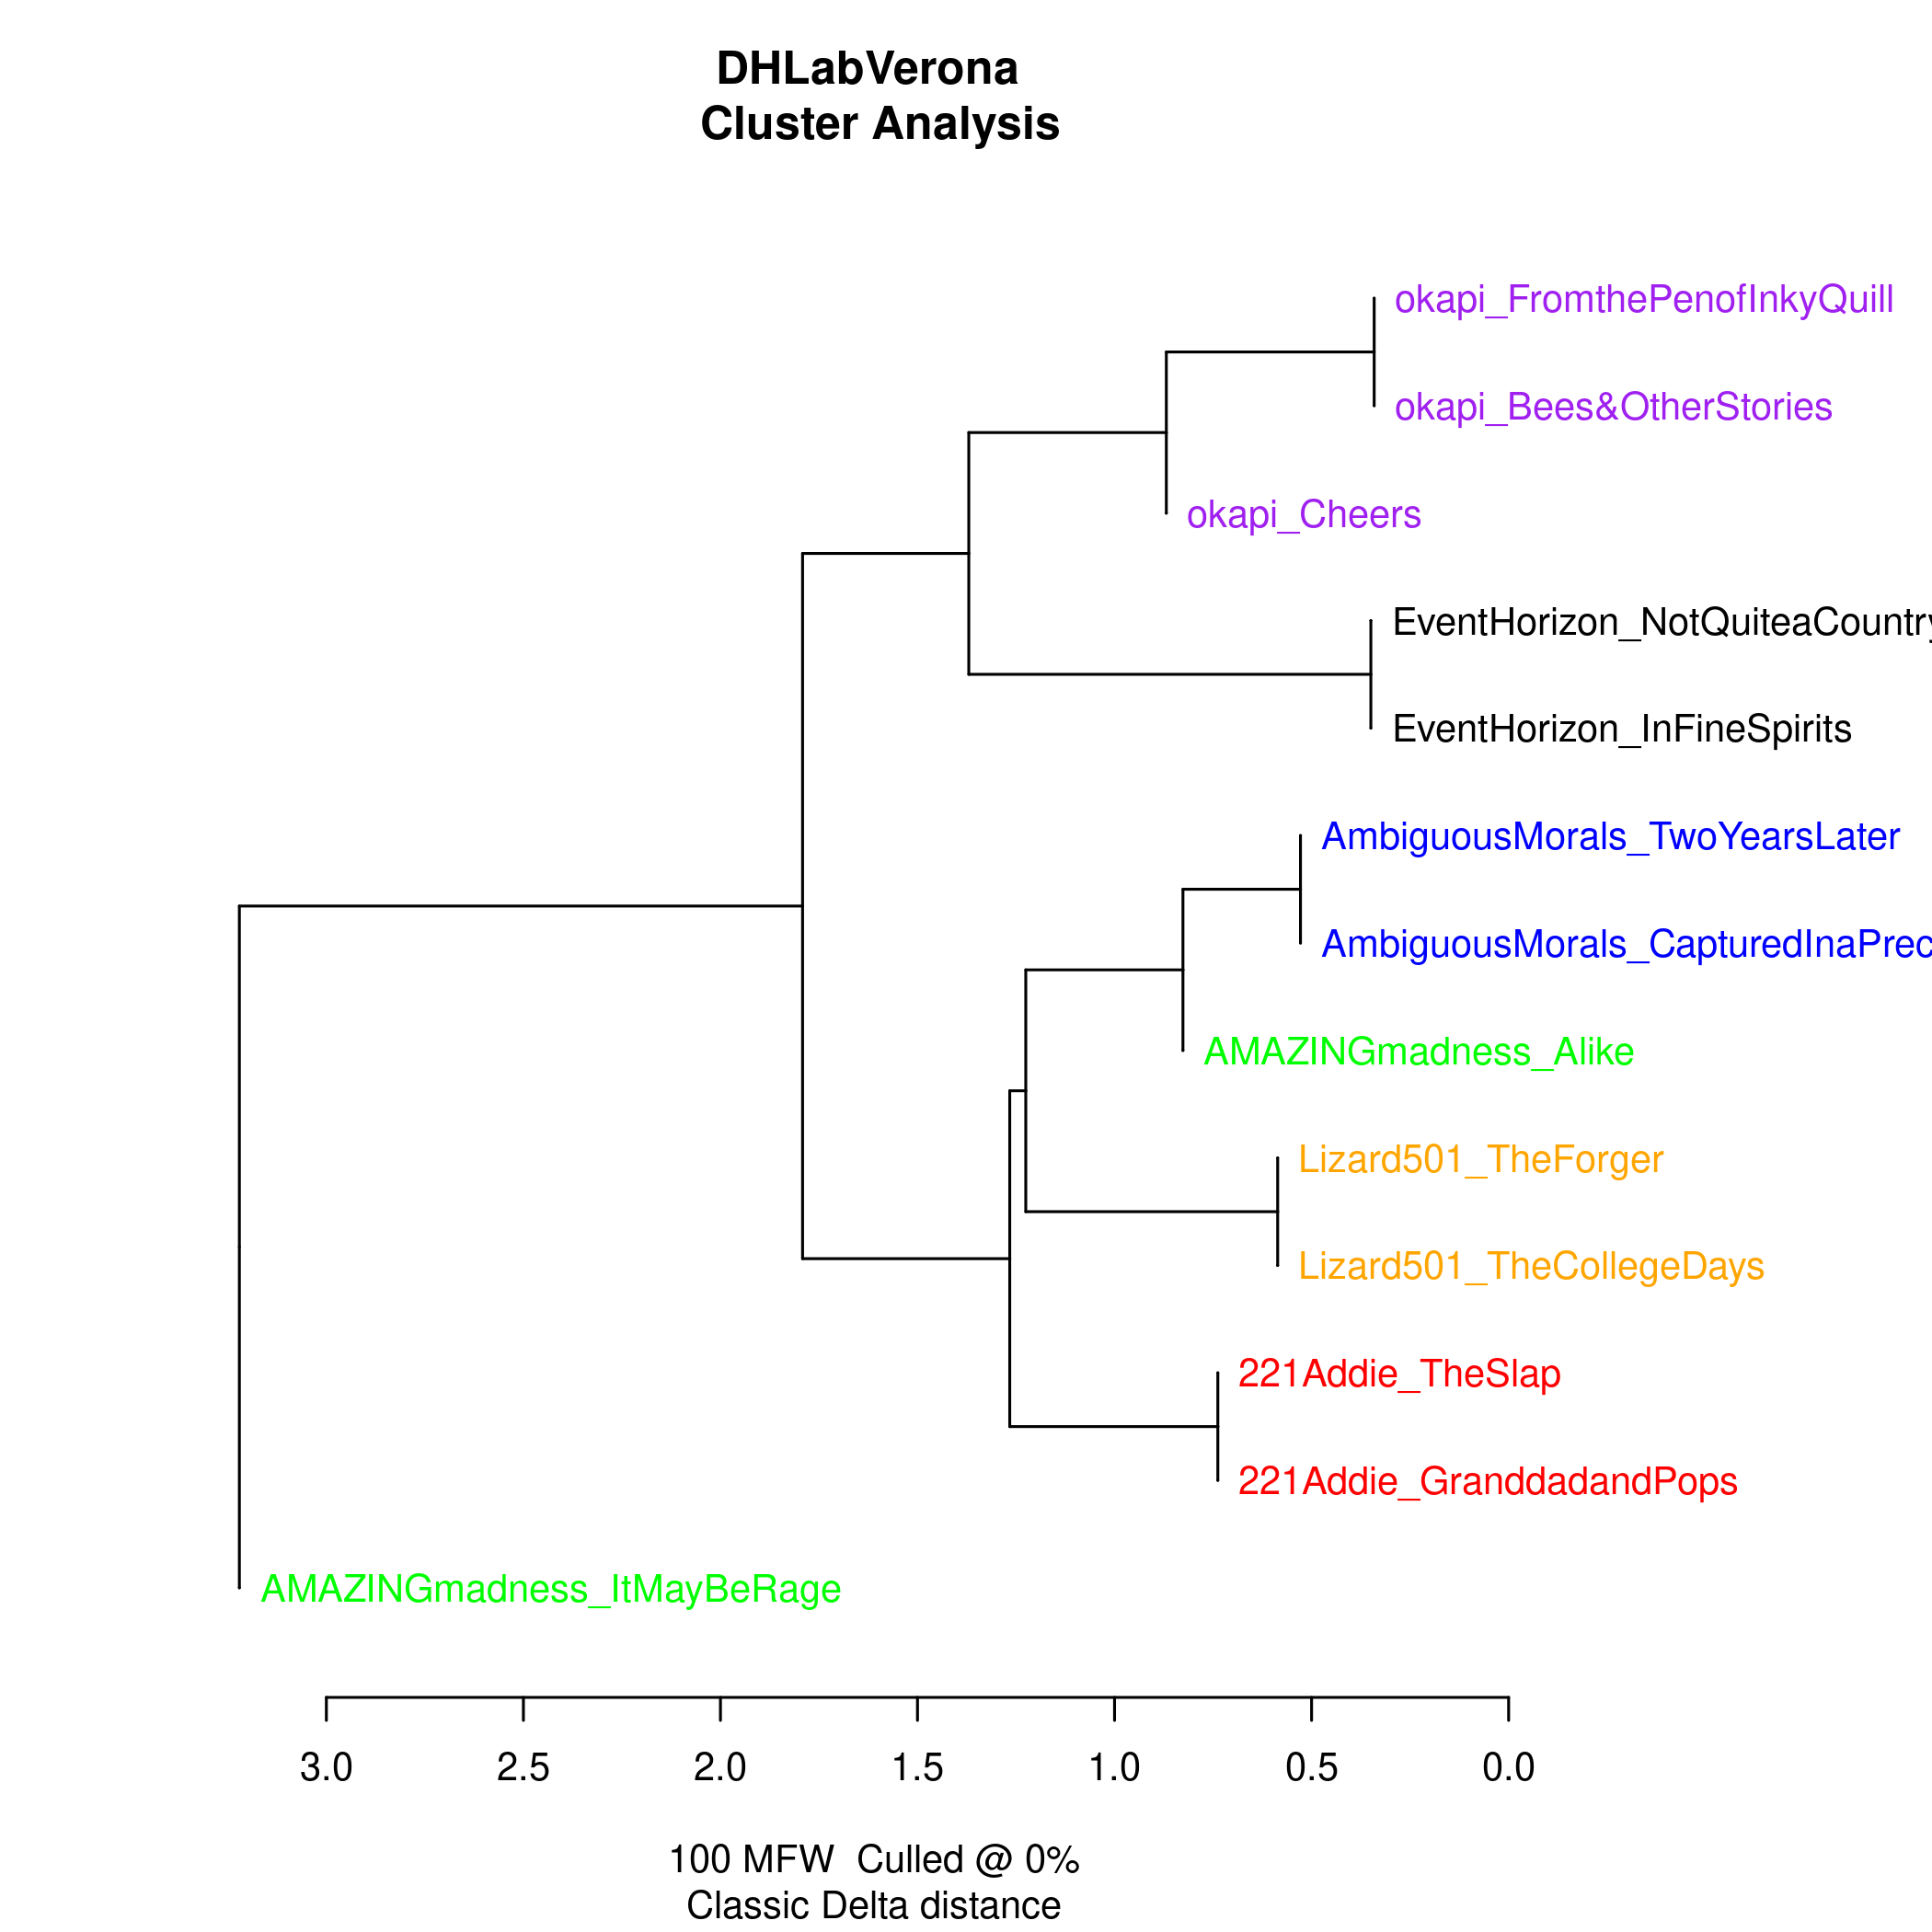 DHLabVerona
Cluster Analysis
okapi_FromthePenofInkyQuill
okapi_Bees&OtherStories
okapi_Cheers
EventHorizon_NotQuiteaCountry
EventHorizon_InFineSpirits
AmbiguousMorals_TwoYearsLater
AmbiguousMorals_CapturedInaPrec
AMAZINGmadness_Alike
Lizard501_TheForger
Lizard501_TheCollegeDays
221Addie_TheSlap
221Addie_GranddadandPops
AMAZINGmadness_ItMayBeRage
3.0 2.5 2.0 1.5 1.0 0.5 0.0
100 MFW Culled @ 0%
Classic Delta distance